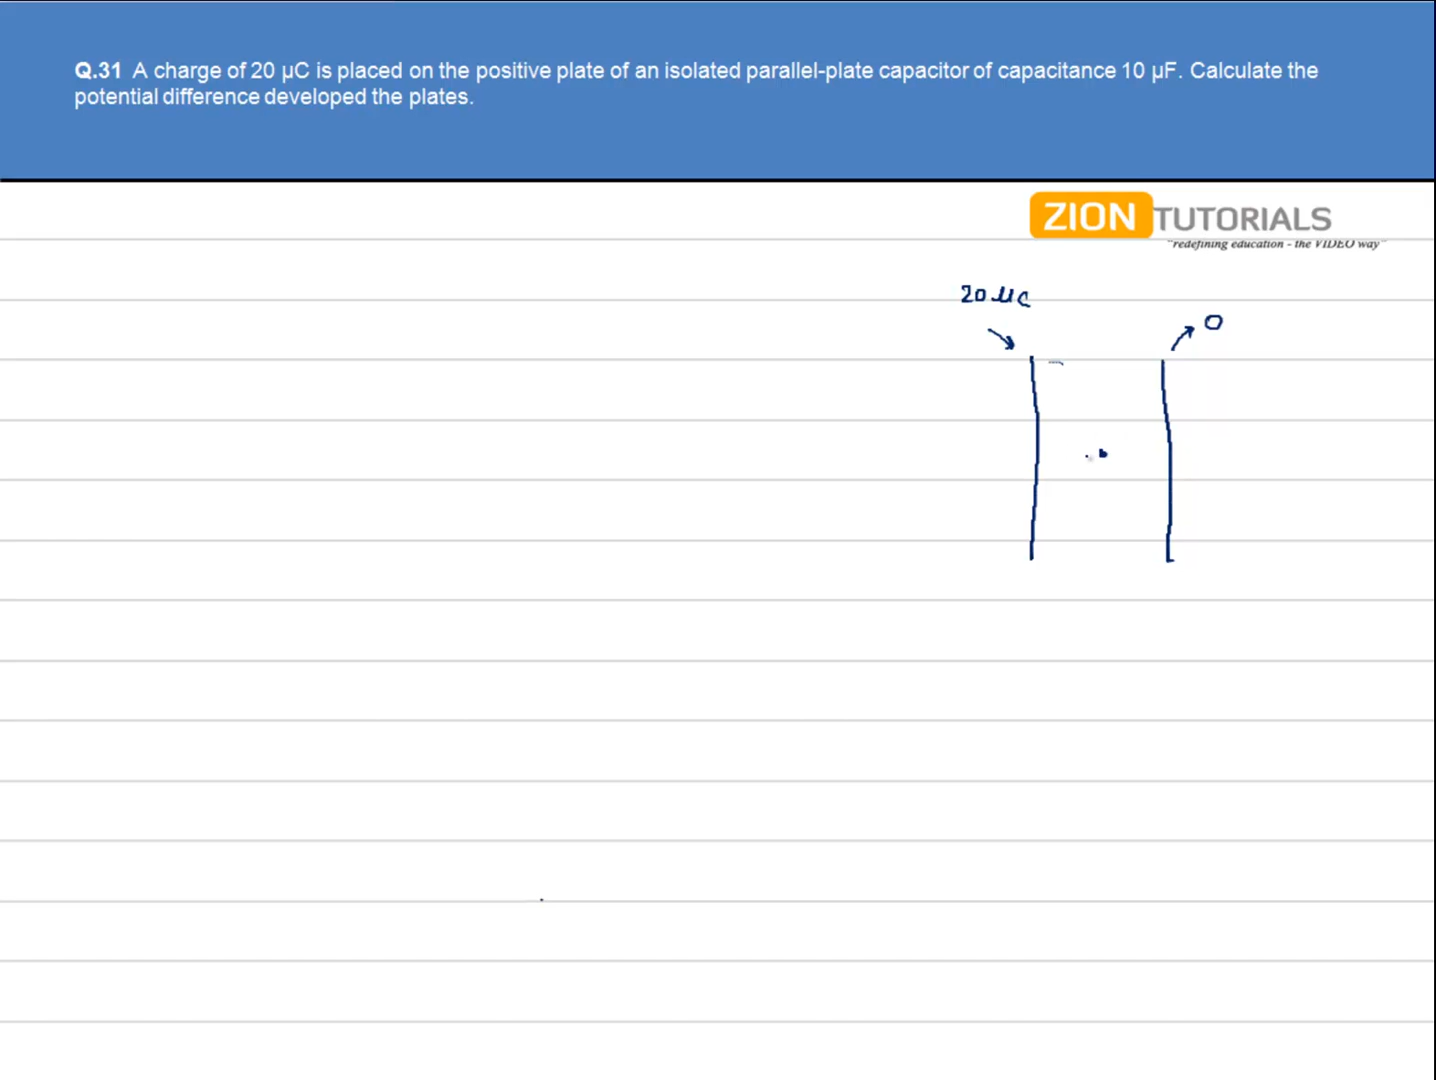 Q.31 A charge of 20 μC is placed on the positive plate of an isolated parallel-plate capacitor of capacitance 10 μF. Calculate the
potential difference developed the plates.
ZION TUTORIALS
"redefining education - the VIDEO way"
20 μC
0